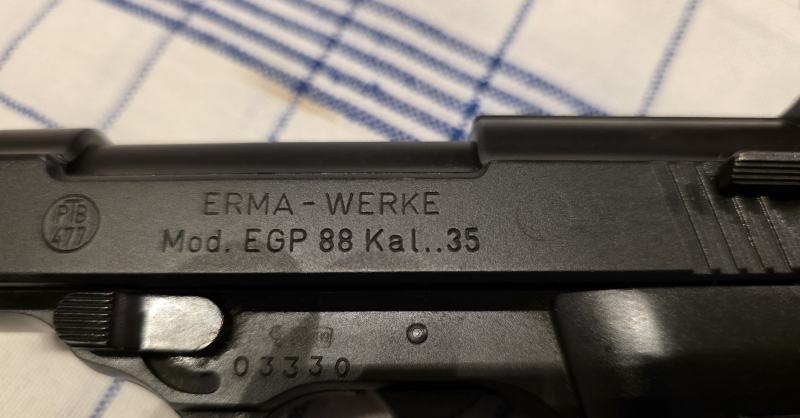 PTB
477
ERMA-WERKE
Mod. EGP 88 Kal..35
03330